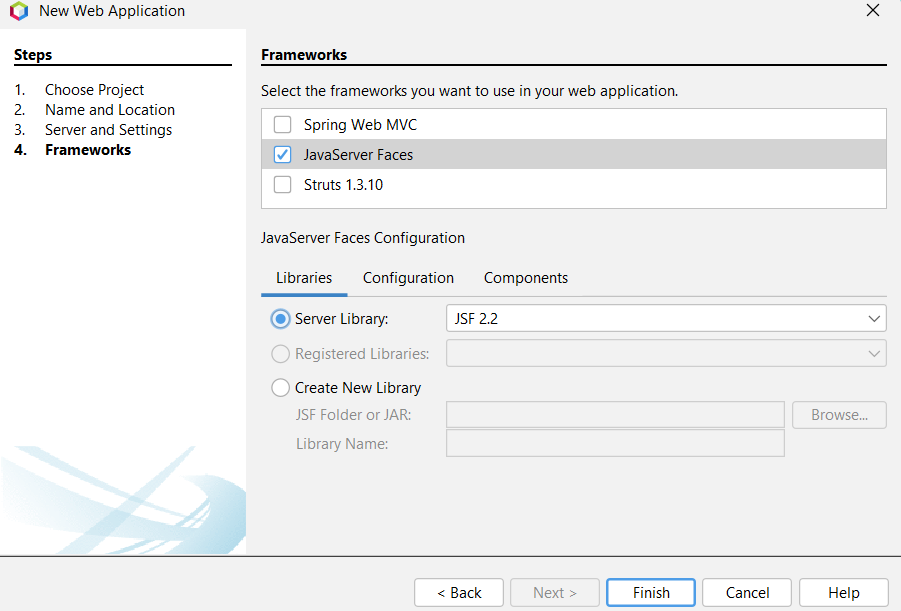 New Web Application
Steps
1. Choose Project
2. Name and Location
3. Server and Settings
4. Frameworks
Frameworks
Select the frameworks you want to use in your web application.
Spring Web MVC
JavaServer Faces
Struts 1.3.10
JavaServer Faces Configuration
Libraries Configuration Components
Server Library: JSF 2.2
Registered Libraries:
Create New Library
JSF Folder or JAR: Browse...
Library Name:
< Back Next > Finish Cancel Help